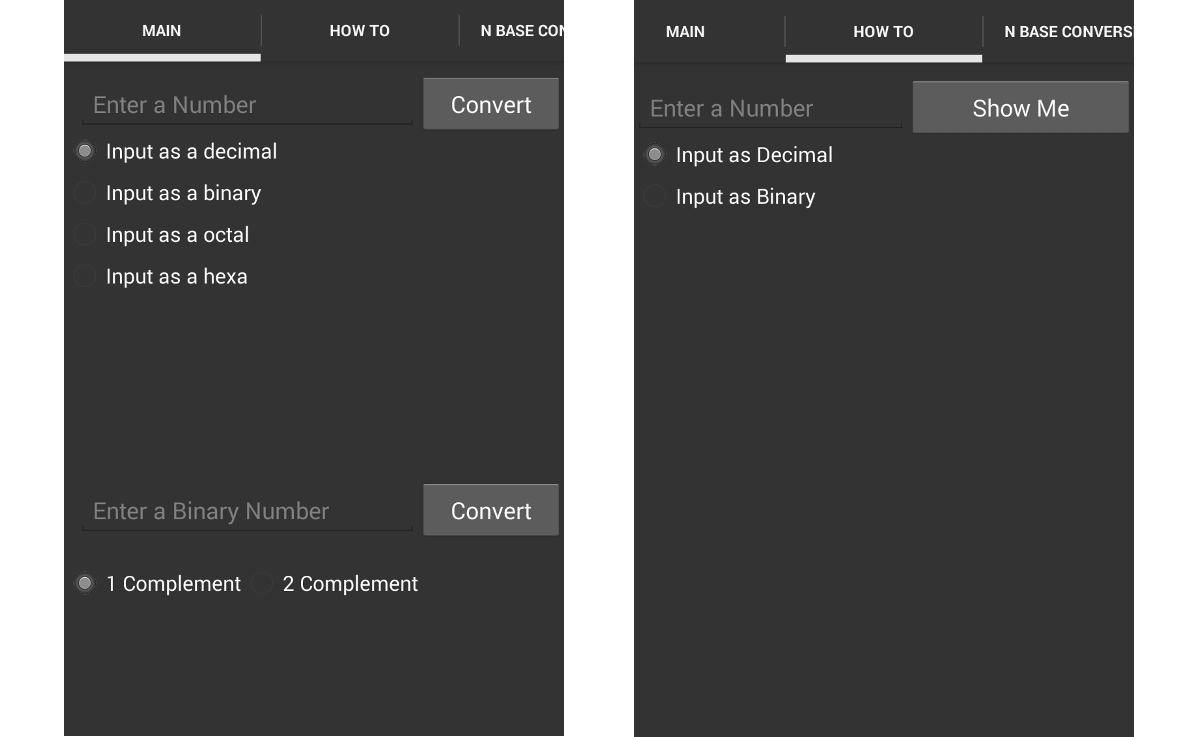 MAIN HOW TO N BASE CON
Enter a Number Convert
Input as a decimal
Input as a binary
Input as a octal
Input as a hexa
Enter a Binary Number Convert
1 Complement 2 Complement
MAIN HOW TO N BASE CONVERS
Enter a Number Show Me
Input as Decimal
Input as Binary